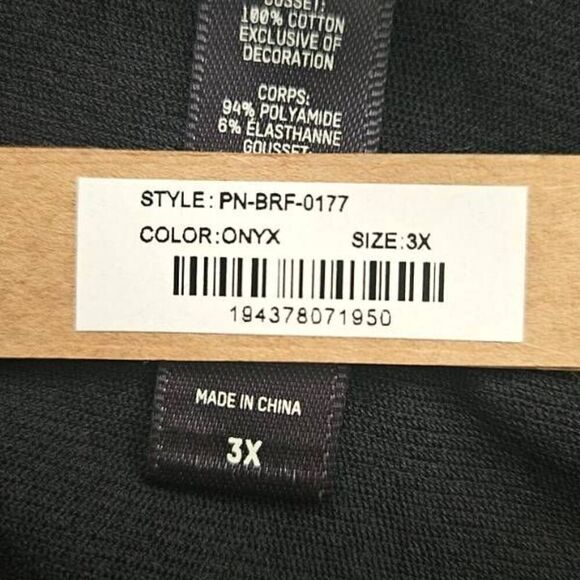 GUSSET:
100% COTTON
EXCLUSIVE OF
DECORATION
CORPS:
94% POLYAMIDE
6% ÉLASTHANNE
GOUSSET:
STYLE: PN-BRF-0177
COLOR:ONYX SIZE:3X
194378071950
MADE IN CHINA
3X